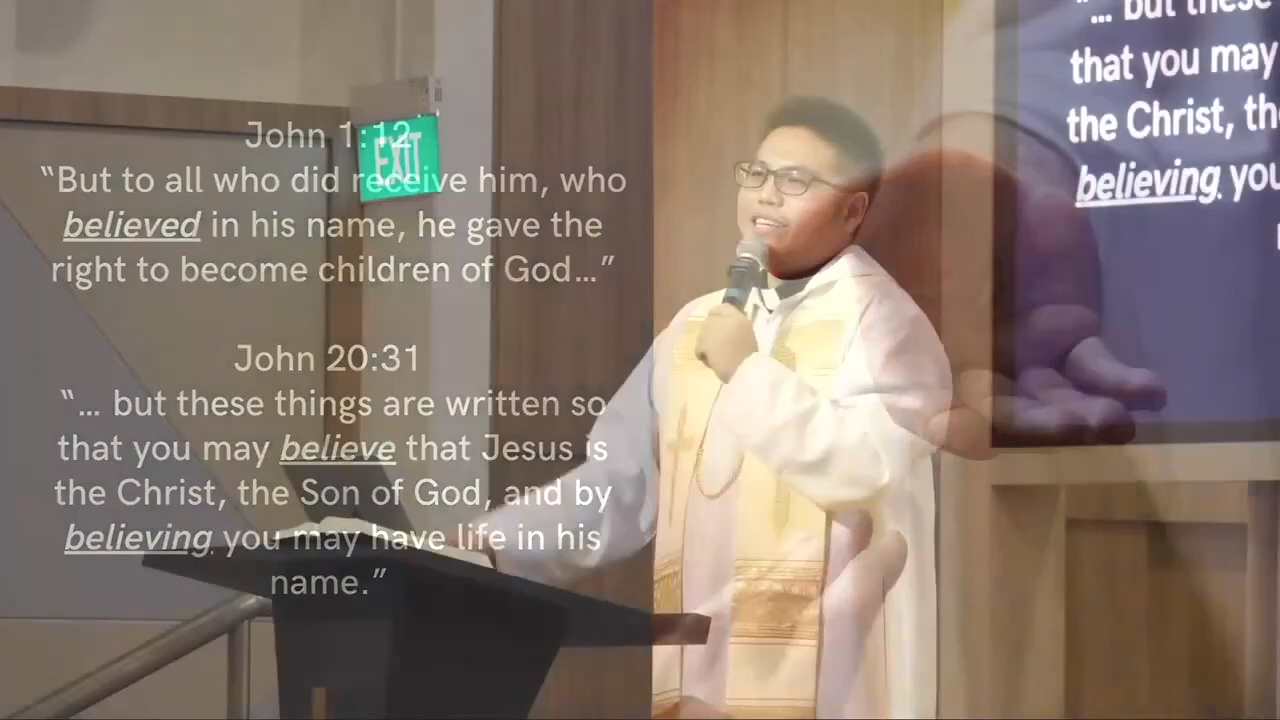 EXIT
John 1:12
“But to all who did receive him, who
believed in his name, he gave the
right to become children of God…”
John 20:31
“… but these things are written so
that you may believe that Jesus is
the Christ, the Son of God, and by
believing you may have life in his
name.”
“… but these
that you may
the Christ, th
believing you